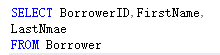 SELECT BorrowerID,FirstName,
LastNmae
FROM Borrower